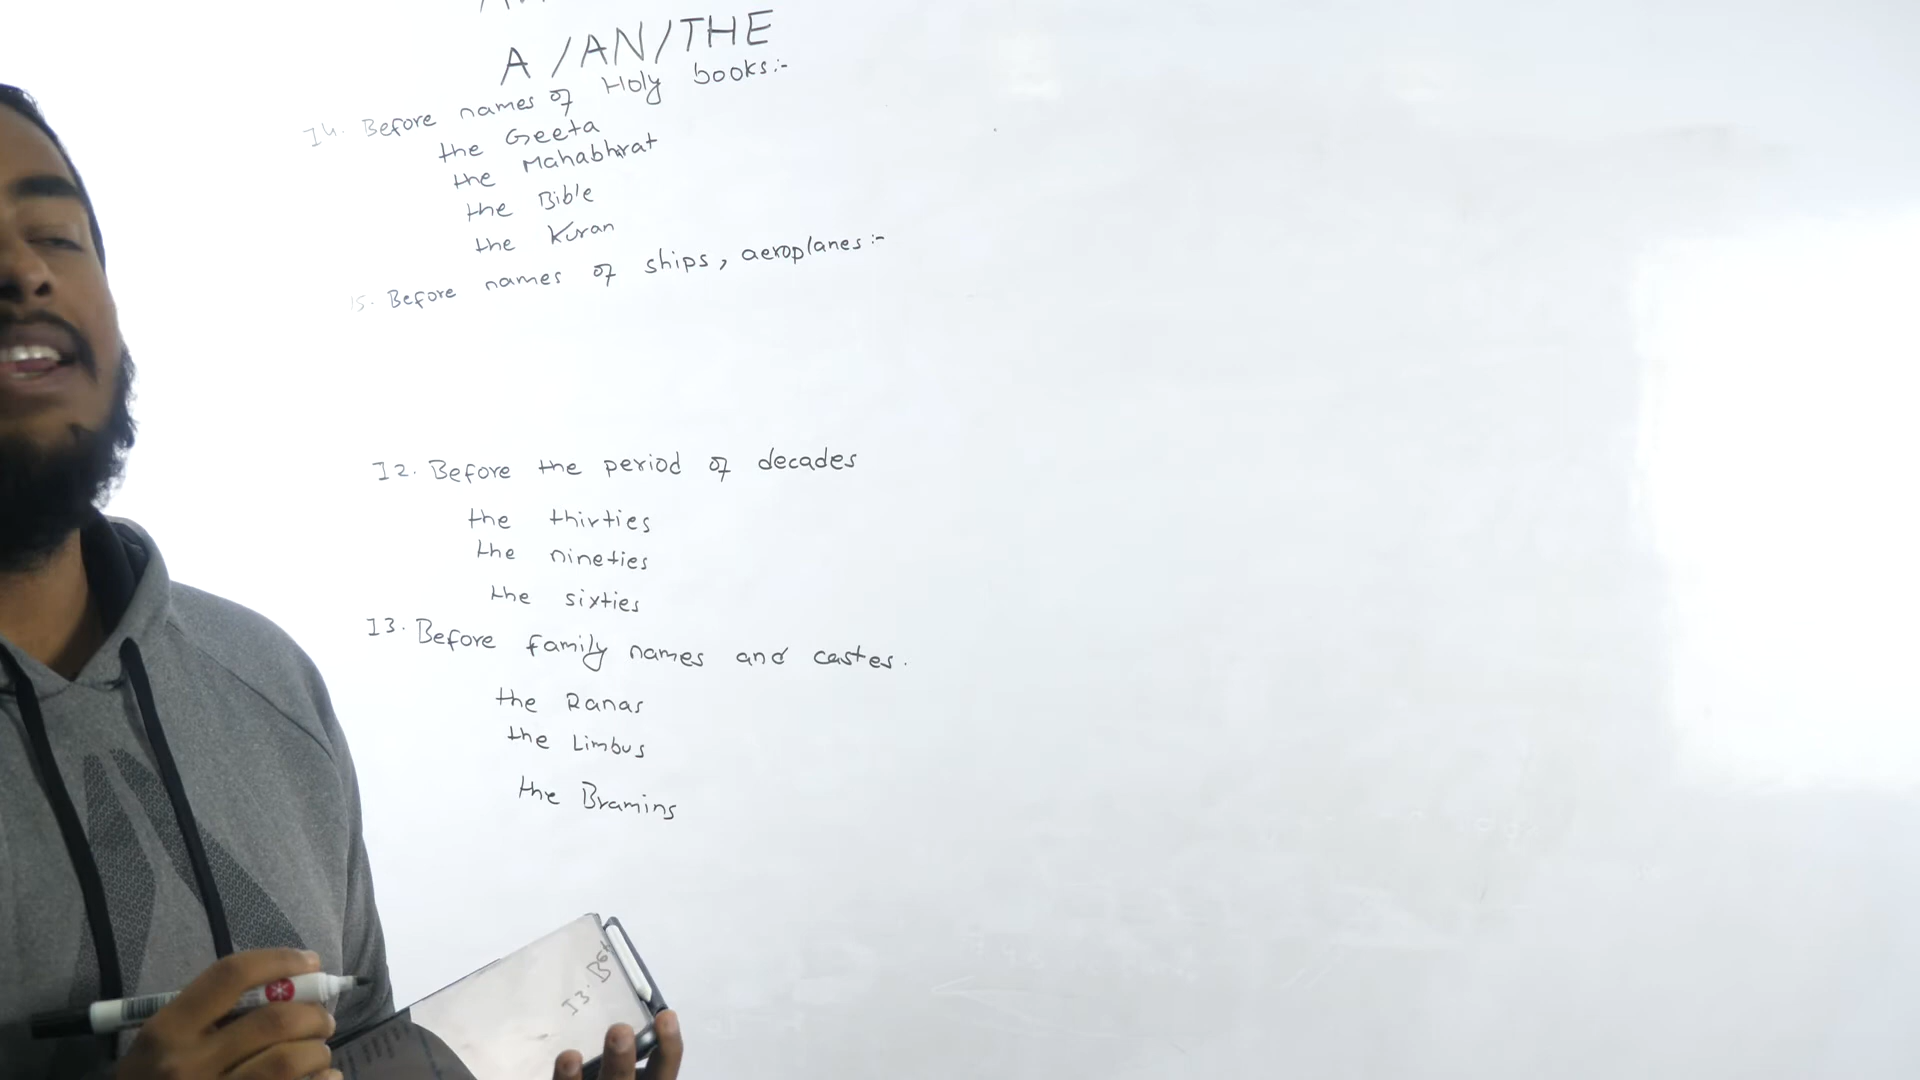 A/AN/THE
14. Before names of Holy books:-
the Geeta
the Mahabhrat
the Bible
the Kuran
15. Before names of ships, aeroplanes:-
12. Before the period of decades
the thirties
the nineties
the sixties
13. Before family names and castes.
the Ranas
the Limbus
the Bramins
13. Bef